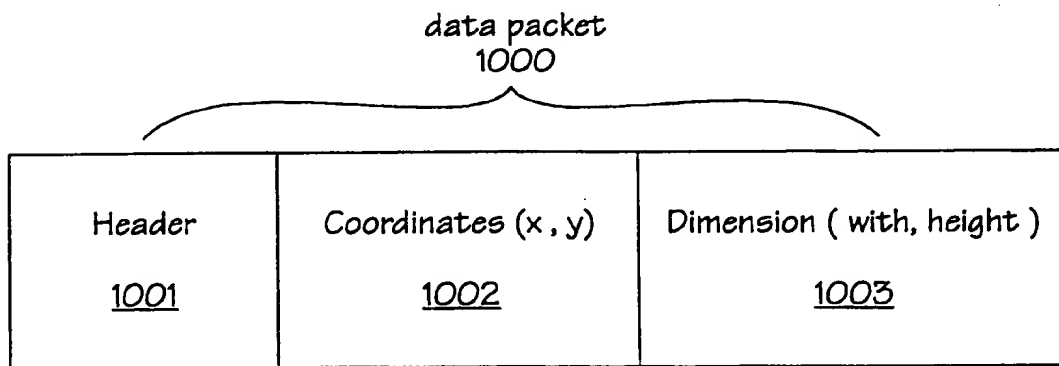 data packet
1000
Header
Coordinates (x , y)
Dimension ( with, height )
1001
1002
1003